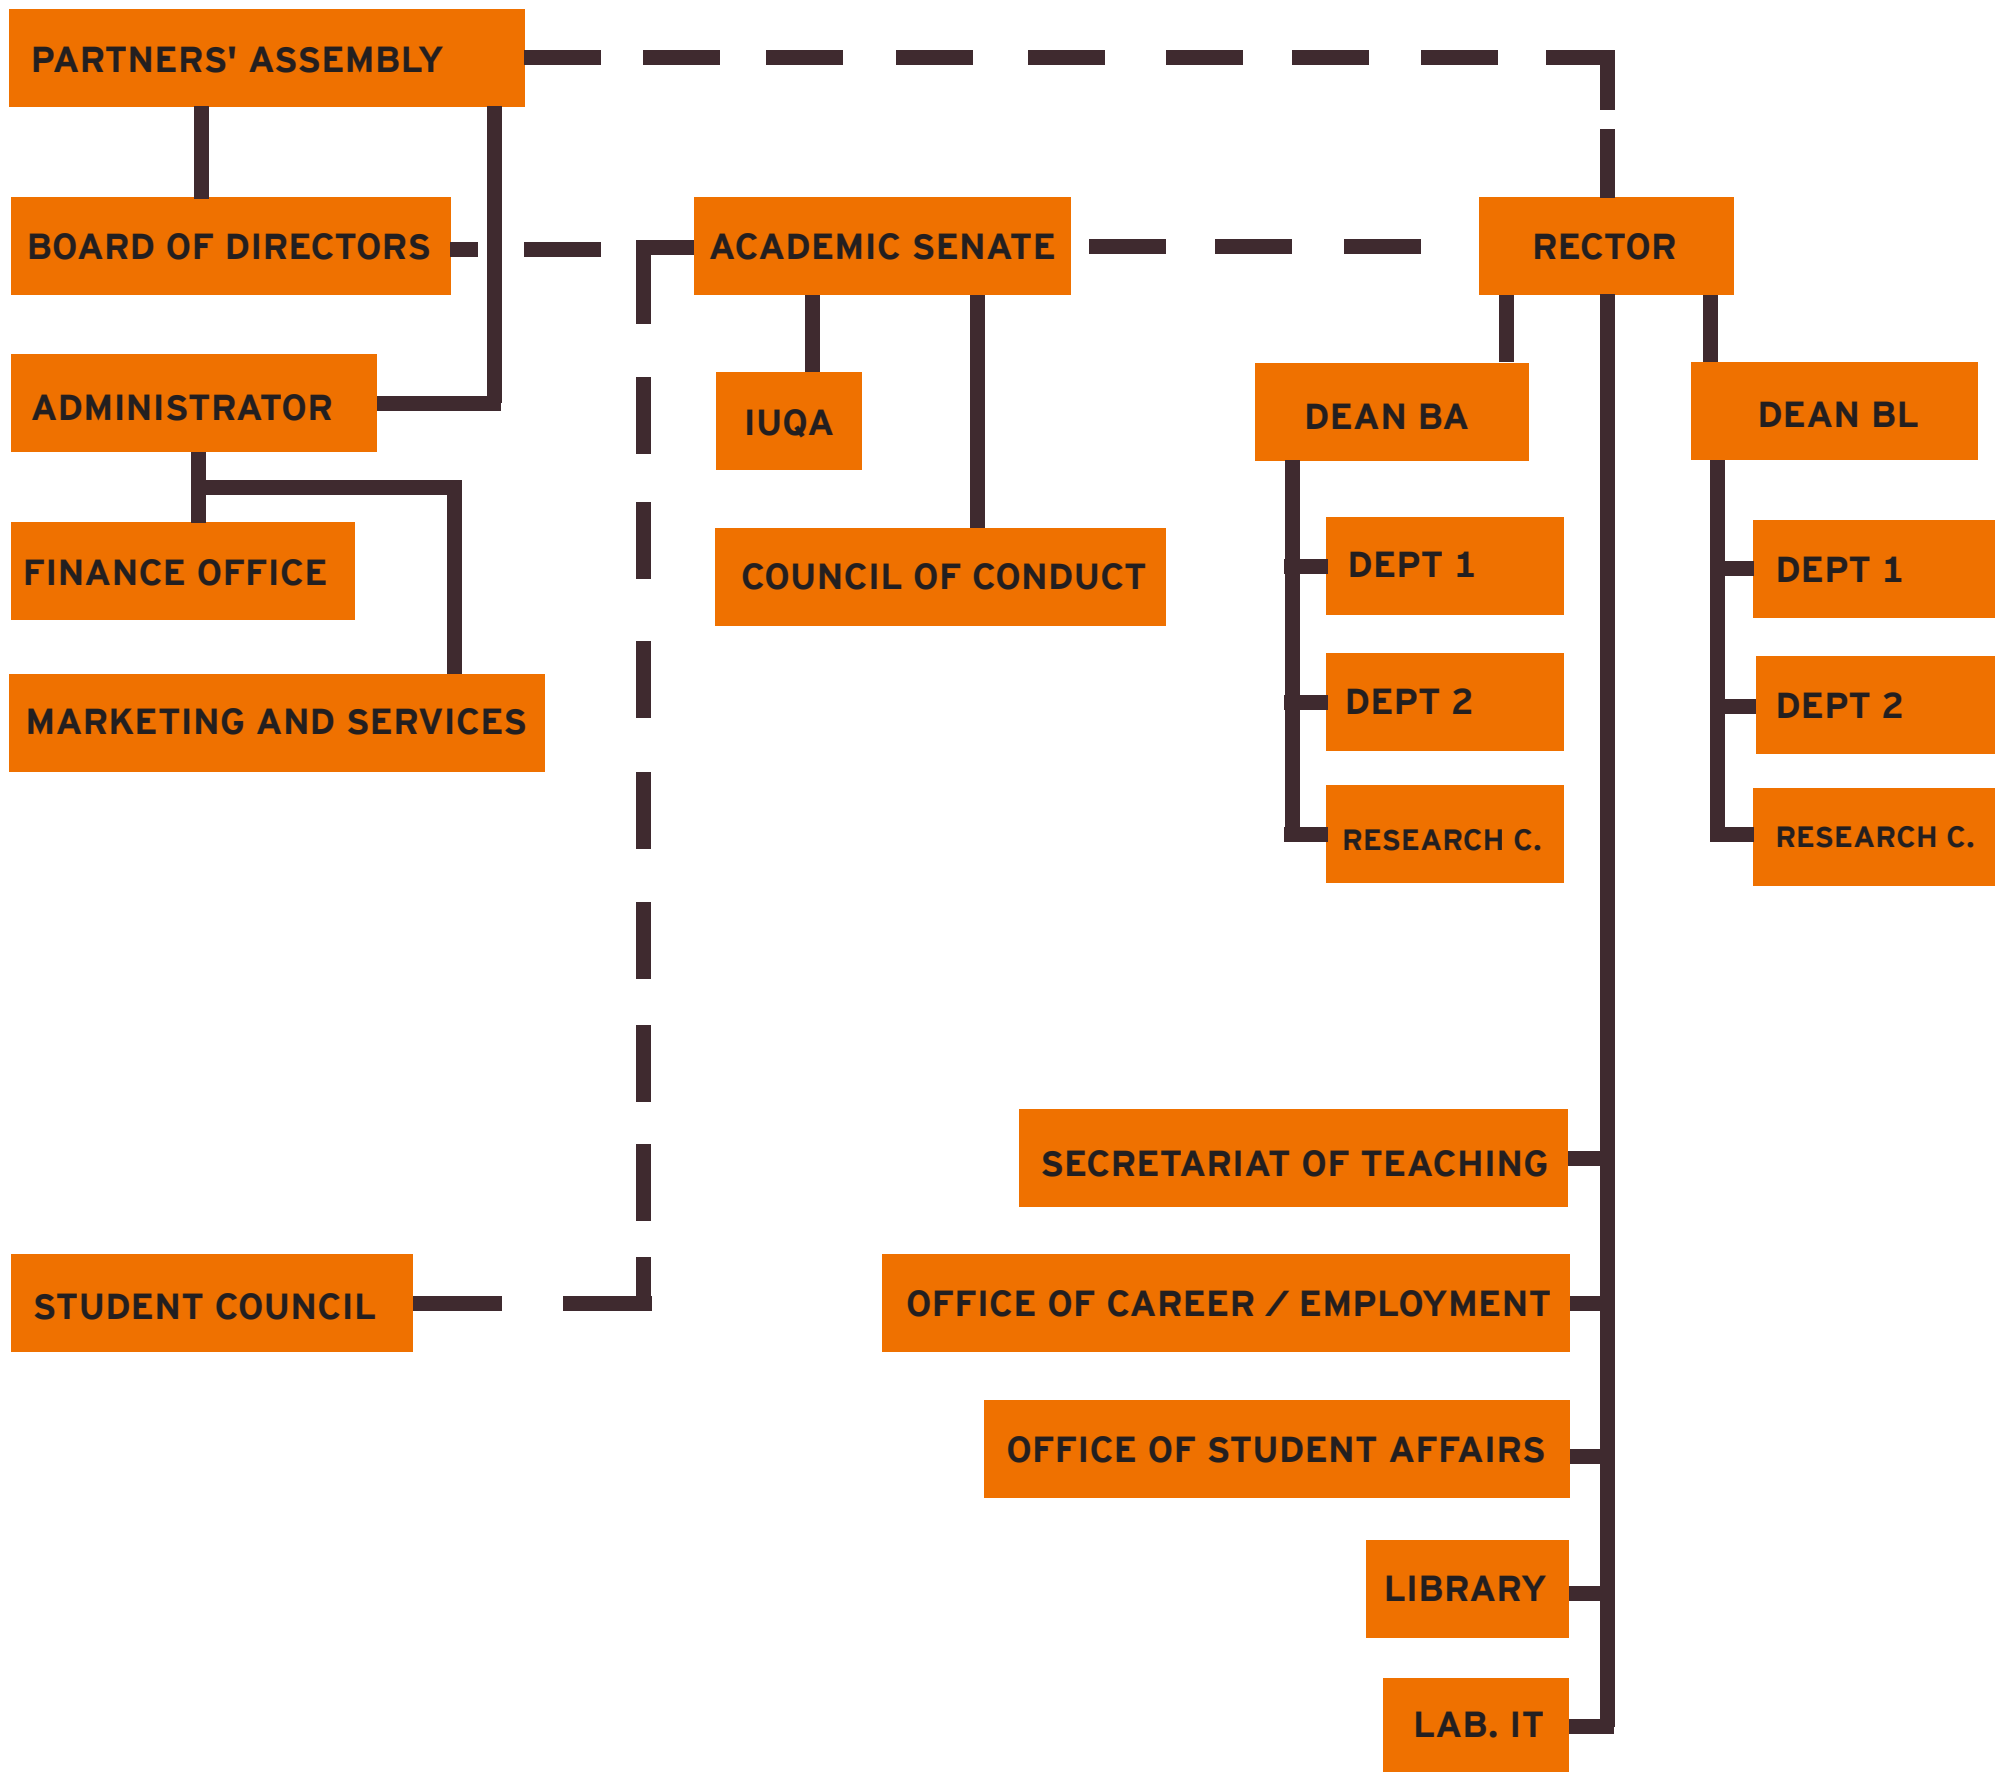 PARTNERS' ASSEMBLY
BOARD OF DIRECTORS
ACADEMIC SENATE
RECTOR
ADMINISTRATOR
IUQA
DEAN BA
DEAN BL
FINANCE OFFICE
COUNCIL OF CONDUCT
DEPT 1
DEPT 1
MARKETING AND SERVICES
DEPT 2
DEPT 2
RESEARCH C.
RESEARCH C.
SECRETARIAT OF TEACHING
STUDENT COUNCIL
OFFICE OF CAREER / EMPLOYMENT
OFFICE OF STUDENT AFFAIRS
LIBRARY
LAB. IT